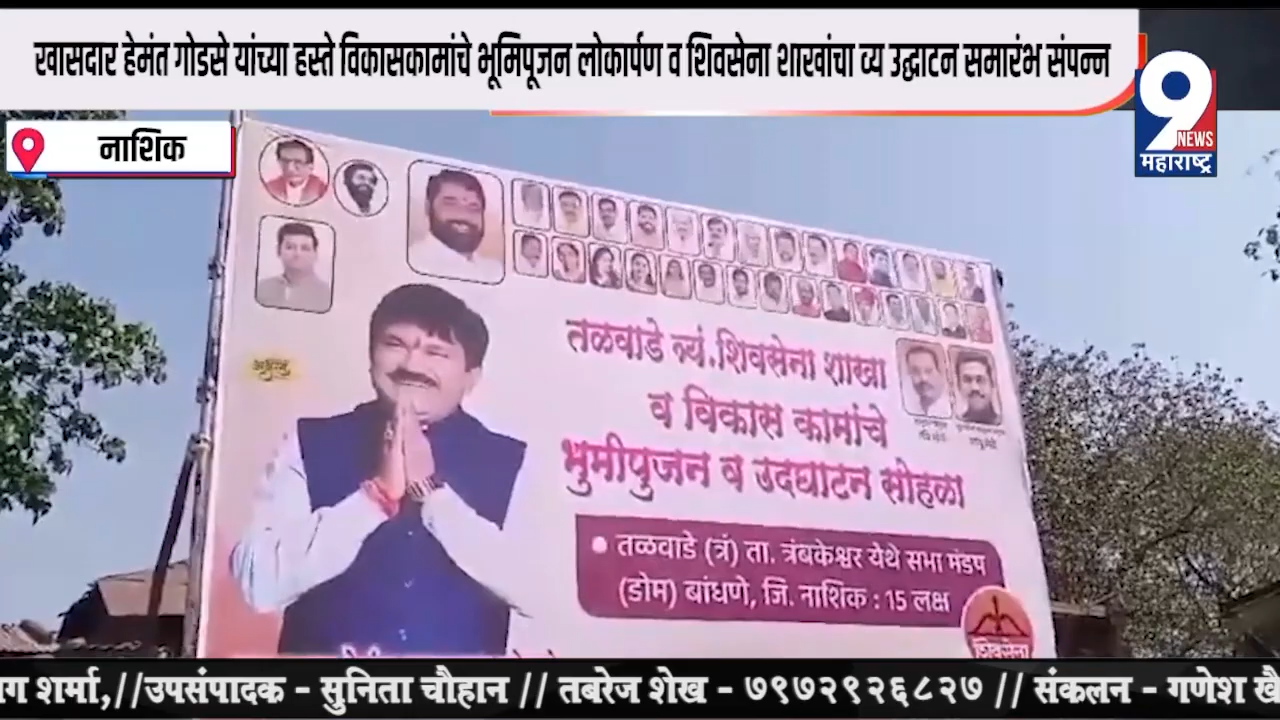 खासदार हेमंत गोडसे यांच्या हस्ते विकासकामांचे भूमिपूजन लोकार्पण व शिवसेना शाखांचा व्य उद्घाटन समारंभ संपन्न
9
NEWS
महाराष्ट्र
नाशिक
तळवाडे त्र्यं.शिवसेना शाखा
व विकास कामांचे
भुमीपुजन व उदघाटन सोहळा
तळवाडे (त्रं) ता. त्रंबकेश्वर येथे सभा मंडप
(डोम) बांधणे, जि. नाशिक : 15 लक्ष
शिवसेना
ाग शर्मा,//उपसंपादक - सुनिता चौहान // तबरेज शेख - ७९७२९२६८२७ // संकलन - गणेश खै